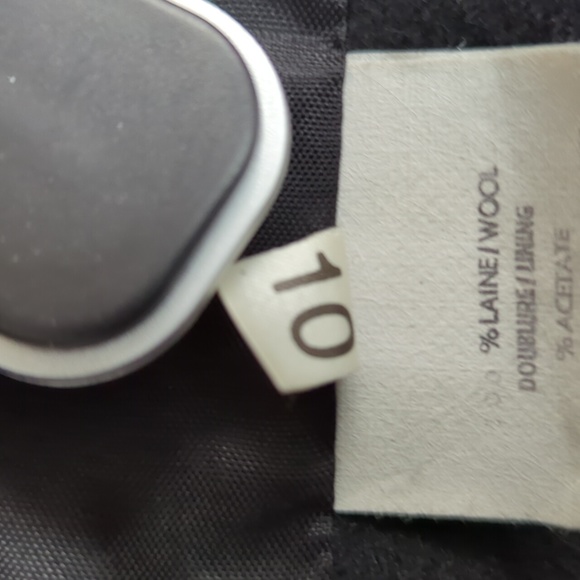 10
% LAINE / WOOL
DOUBLURE / LINING
% ACETATE